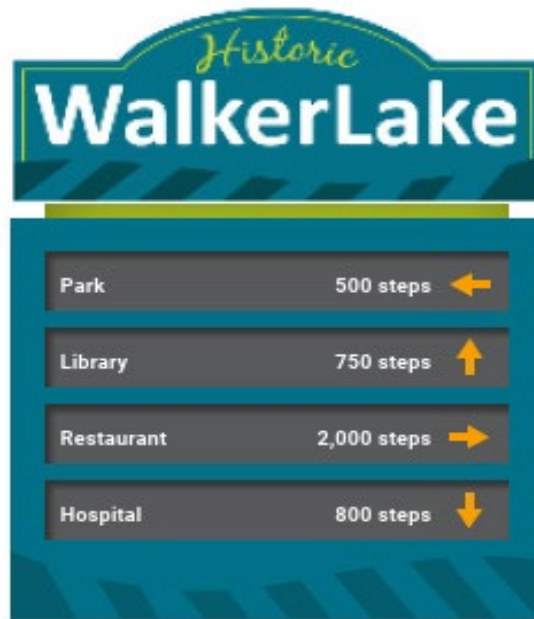 Historic
WalkerLake
Park 500 steps
Library 750 steps
Restaurant 2,000 steps
Hospital 800 steps